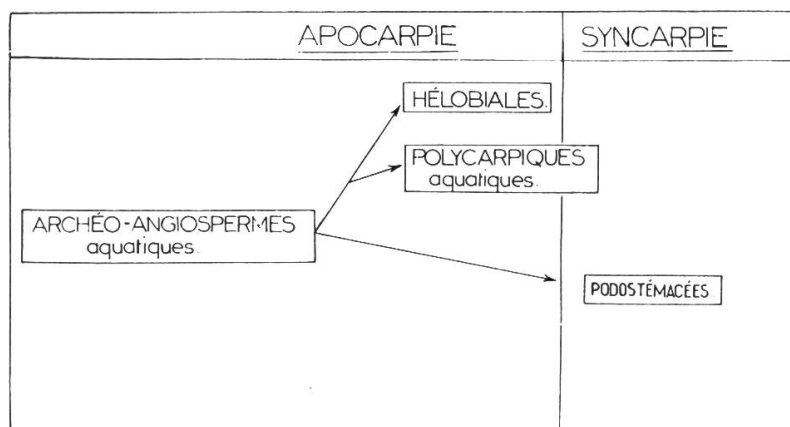 APOCARPIE
SYNCARPIE
HÉLOBIALES.
POLYCARPIQUES
aquatiques.
ARCHÉO-ANGIOSPERMES
aquatiques.
PODOSTÉMACÉES